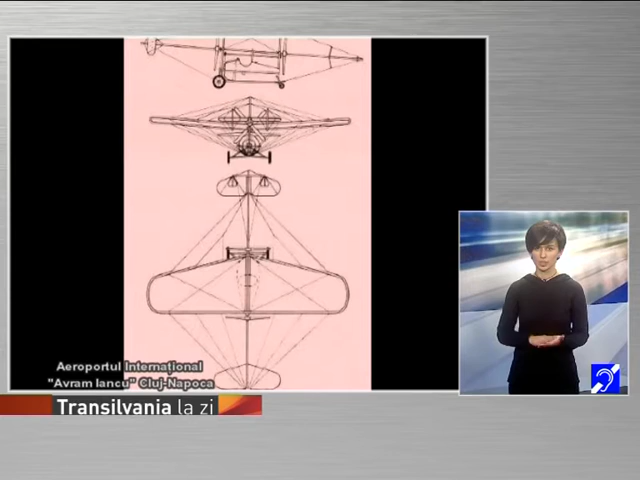 Aeroportul Internațional
"Avram Iancu" Cluj-Napoca
Transilvania la zi